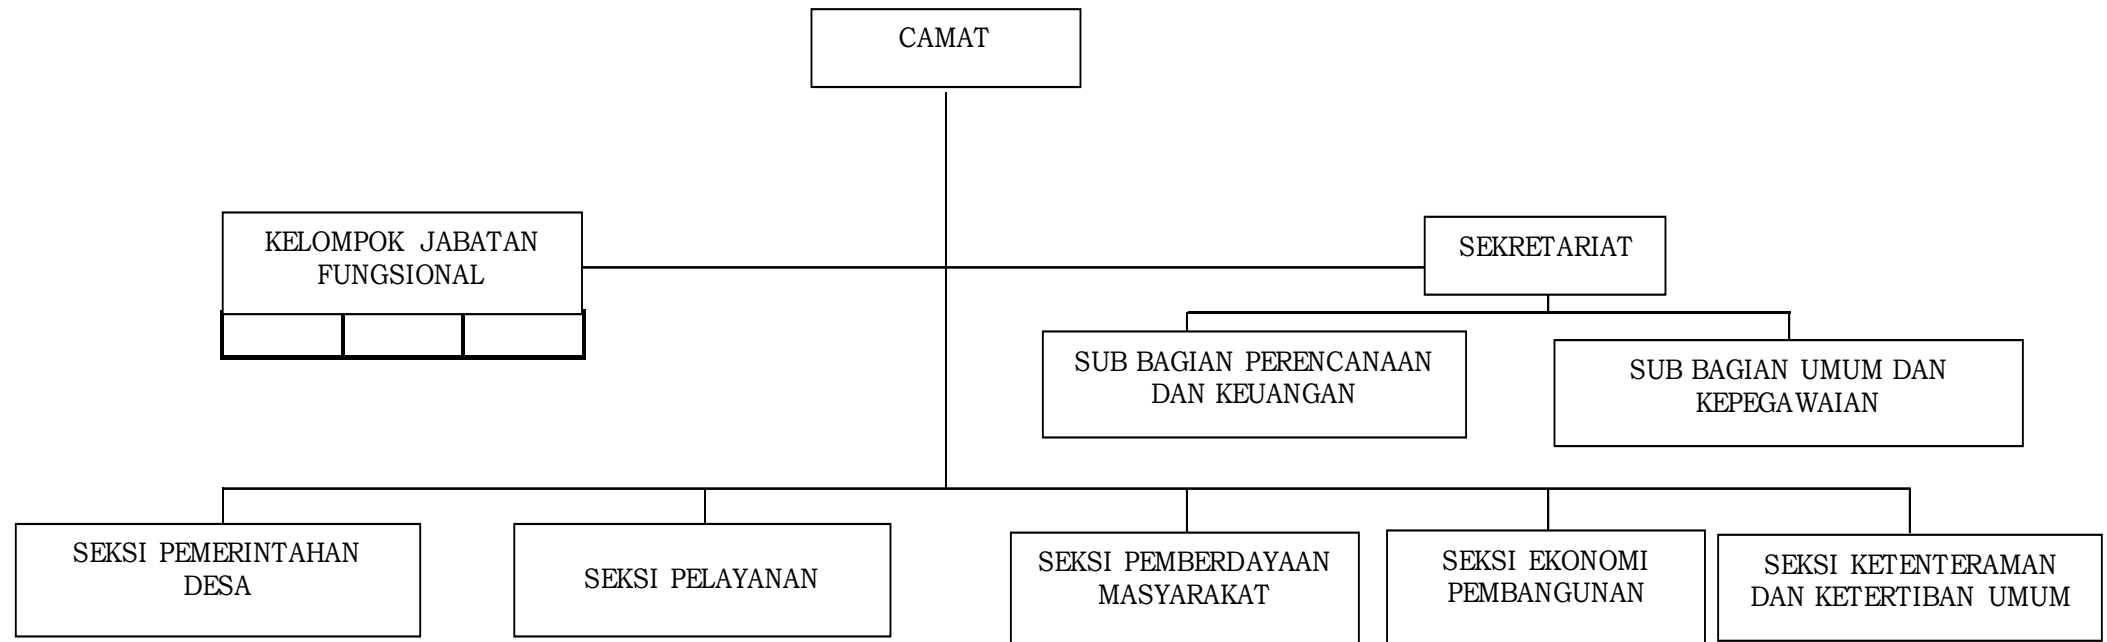 CAMAT
KELOMPOK JABATAN
FUNGSIONAL
SEKRETARIAT
SUB BAGIAN PERENCANAAN
DAN KEUANGAN
SUB BAGIAN UMUM DAN
KEPEGAWAIAN
SEKSI PEMERINTAHAN
DESA
SEKSI PELAYANAN
SEKSI PEMBERDAYAAN
MASYARAKAT
SEKSI EKONOMI
PEMBANGUNAN
SEKSI KETENTERAMAN
DAN KETERTIBAN UMUM